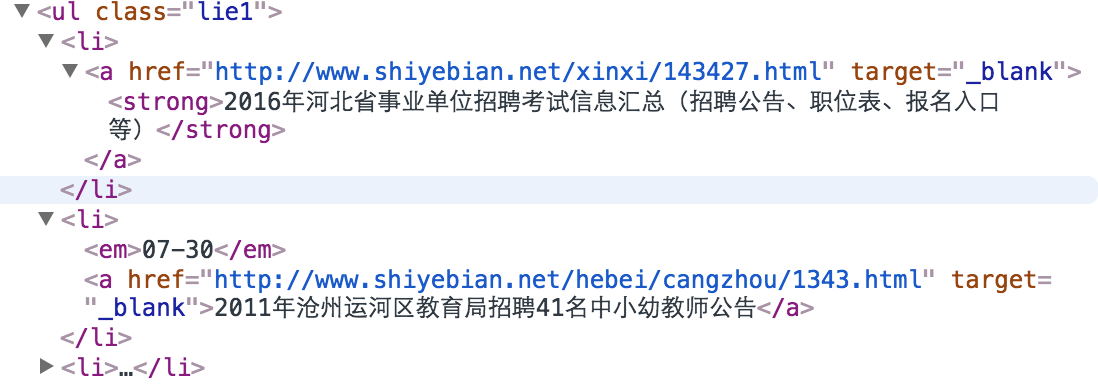 ▼<ul class="lie1">
▼<li>
▼<a href="http://www.shiyebian.net/xinxi/143427.html" target="_blank">
<strong>2016年河北省事业单位招聘考试信息汇总（招聘公告、职位表、报名入口
等）</strong>
</a>
</li>
▼<li>
<em>07-30</em>
<a href="http://www.shiyebian.net/hebei/cangzhou/1343.html" target=
"_blank">2011年沧州运河区教育局招聘41名中小幼教师公告</a>
</li>
▶<li>…</li>